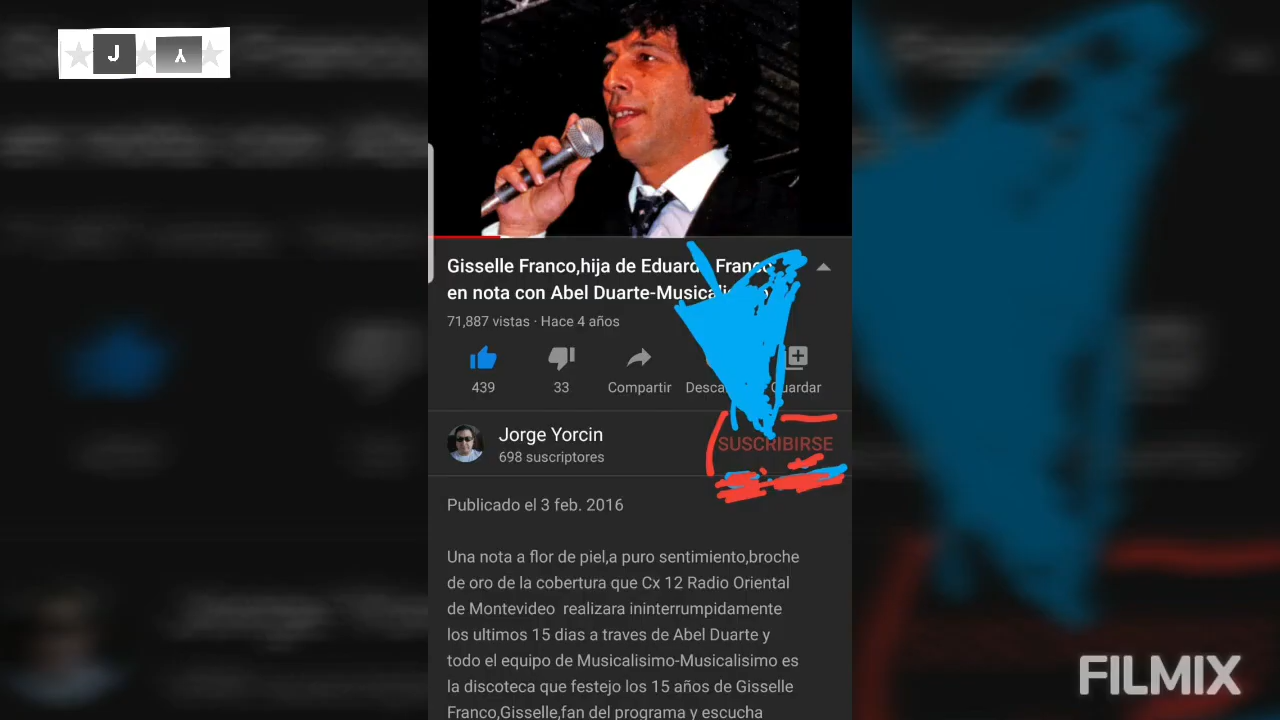 J
Gisselle Franco,hija de Eduardo Franco
en nota con Abel Duarte-Musicalisimo
71,887 vistas · Hace 4 años
439
33
Compartir
Guardar
Jorge Yorcin
SUSCRIBIRSE
698 suscriptores
Publicado el 3 feb. 2016
Una nota a flor de piel,a puro sentimiento,broche
de oro de la cobertura que Cx 12 Radio Oriental
de Montevideo realizara ininterrumpidamente
los ultimos 15 dias a traves de Abel Duarte y
todo el equipo de Musicalisimo-Musicalisimo es
la discoteca que festejo los 15 años de Gisselle
Franco,Gisselle,fan del programa y escucha
FILMIX